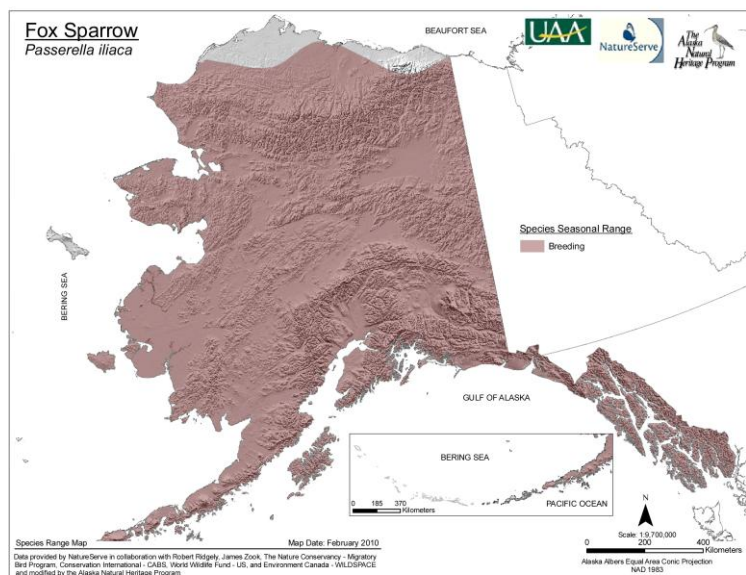 Fox Sparrow
Passerella iliaca
BEAUFORT SEA
UAA
NatureServe
The
Alaska
Natural
Heritage Program
Species Seasonal Range
Breeding
BERING SEA
GULF OF ALASKA
BERING SEA
PACIFIC OCEAN
0 185 370
Kilometers
N
Scale: 1:9,700,000
0 200 400
Kilometers
Alaska Albers Equal Area Conic Projection
NAD 1983
Species Range Map
Map Date: February 2010
Data provided by NatureServe in collaboration with Robert Ridgely, James Zook, The Nature Conservancy - Migratory
Bird Program, Conservation International - CABS, World Wildlife Fund - US, and Environment Canada - WILDSPACE
and modified by the Alaska Natural Heritage Program